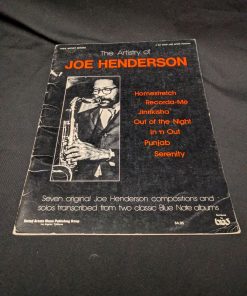 The Artistry of
JOE HENDERSON
Homestretch
Recorda-Me
Jinrikisha
Out of the Night
In n Out
Punjab
Serenity
Seven original Joe Henderson compositions and
solos transcribed from two classic Blue Note albums